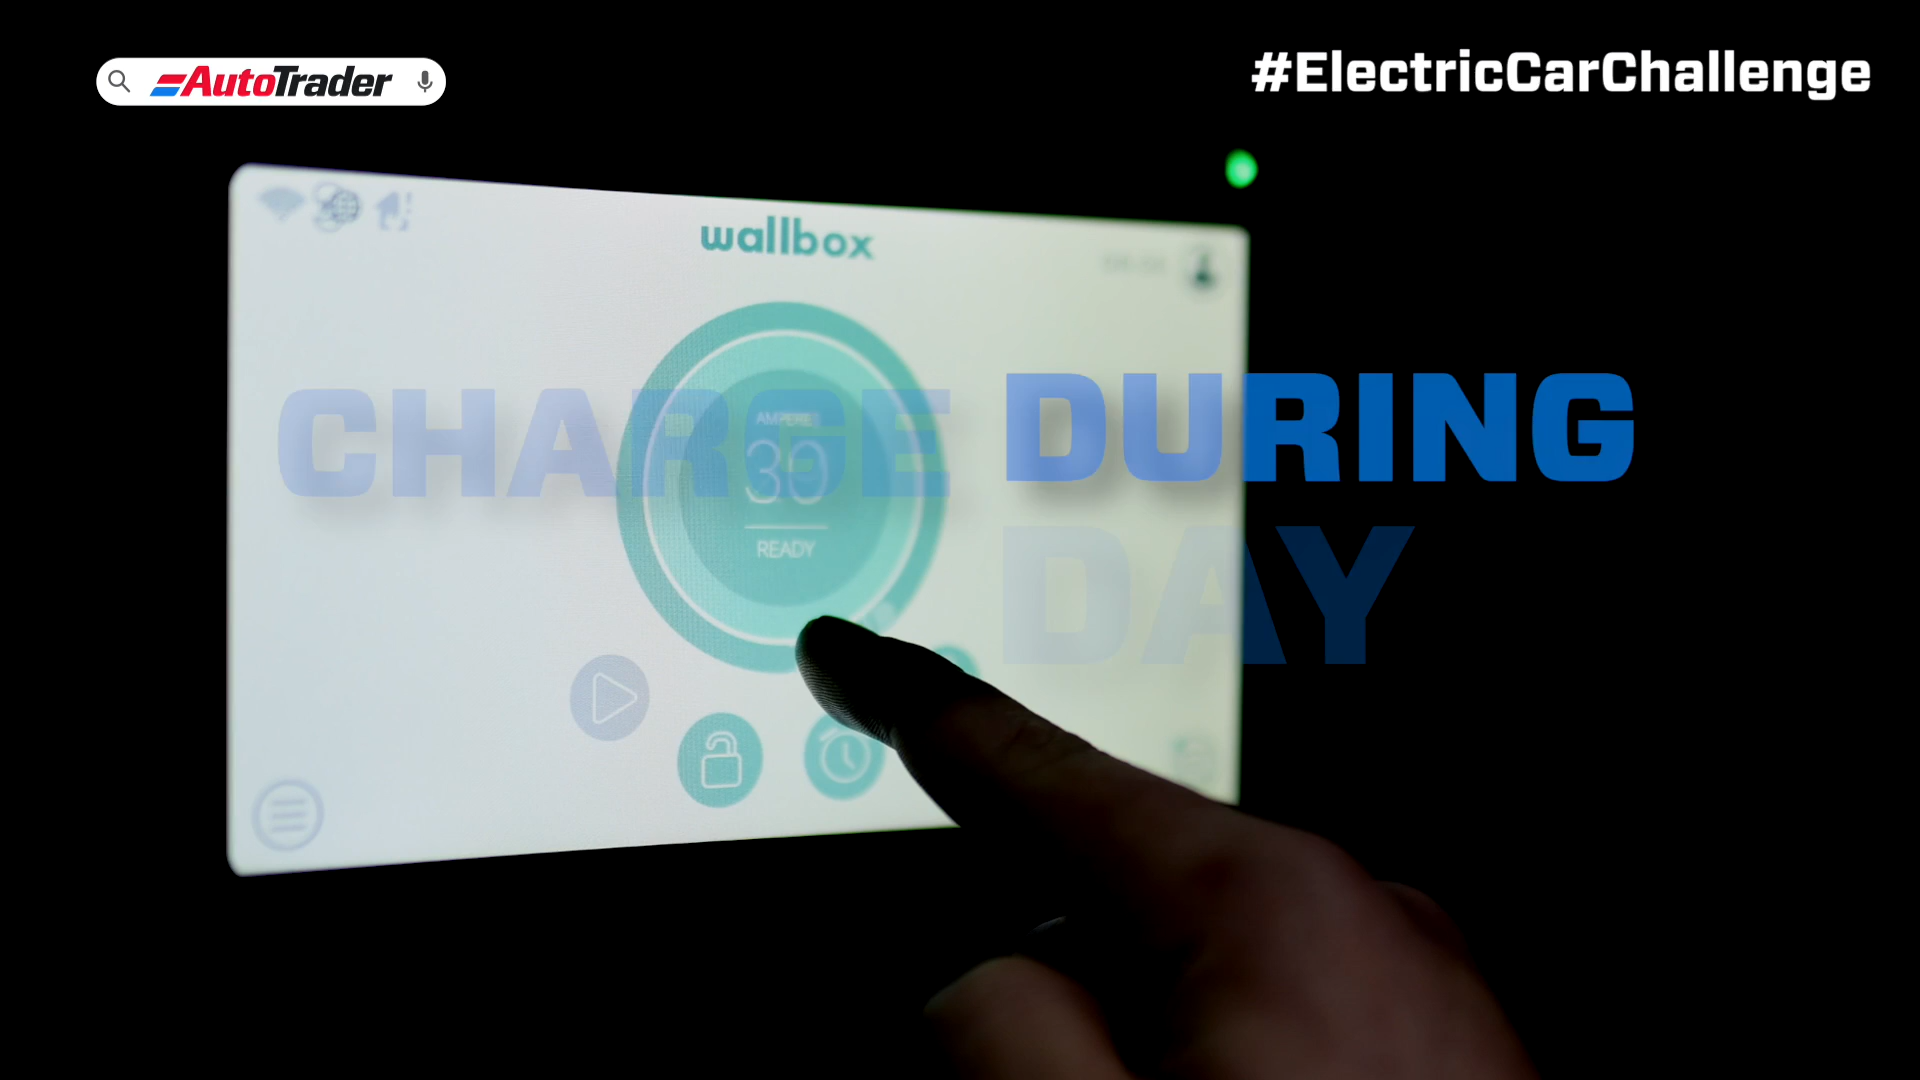 AutoTrader
#ElectricCarChallenge
wallbox
CHARGE DURING
DAY
AMPERE
30
READY